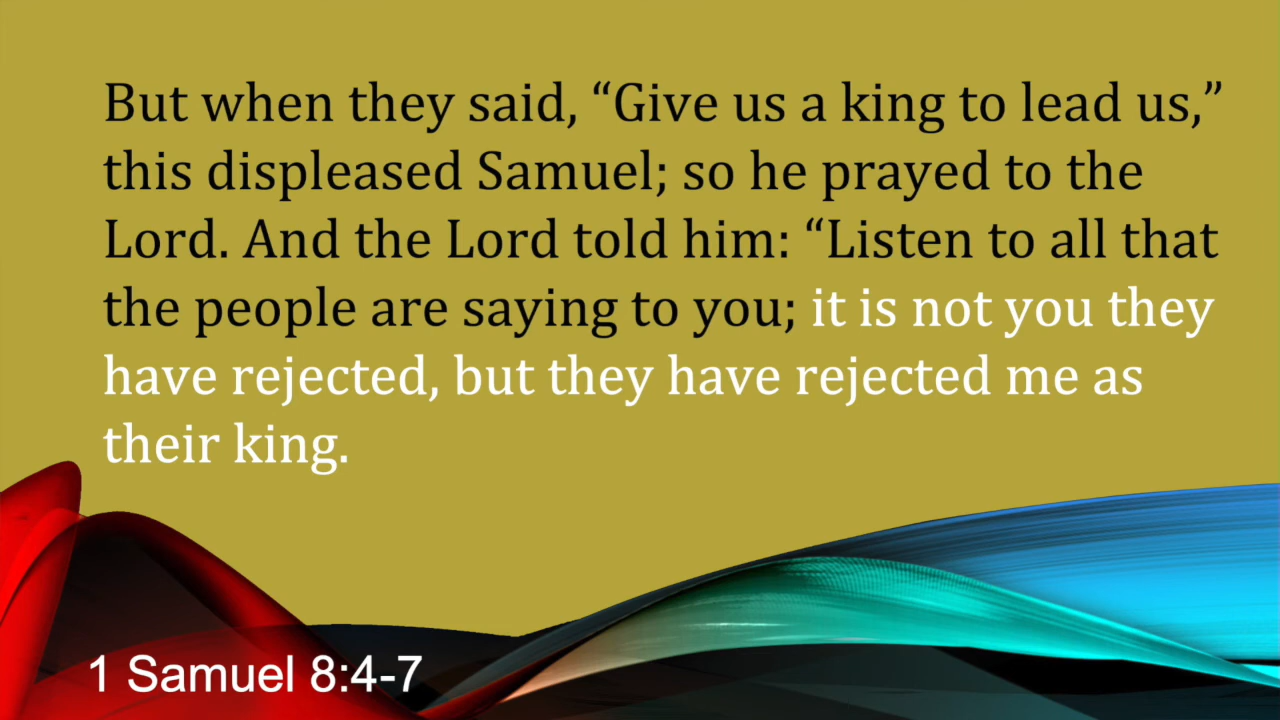 But when they said, “Give us a king to lead us,”
this displeased Samuel; so he prayed to the
Lord. And the Lord told him: “Listen to all that
the people are saying to you; it is not you they
have rejected, but they have rejected me as
their king.
1 Samuel 8:4-7